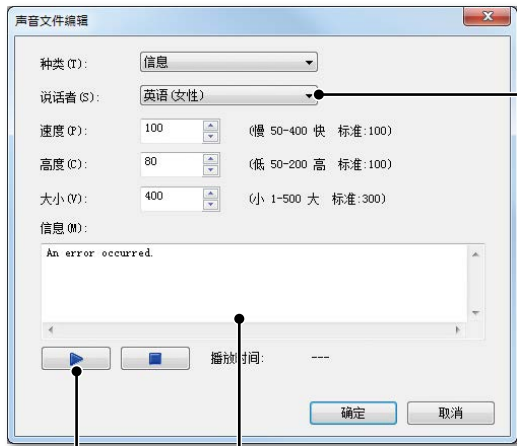 声音文件编辑
种类(T): 信息
说话者(S): 英语(女性)
速度(P): 100 (慢 50-400 快 标准:100)
高度(C): 80 (低 50-200 高 标准:100)
大小(V): 400 (小 1-500 大 标准:300)
信息(M):
An error occurred.
播放时间: ---
确定 取消